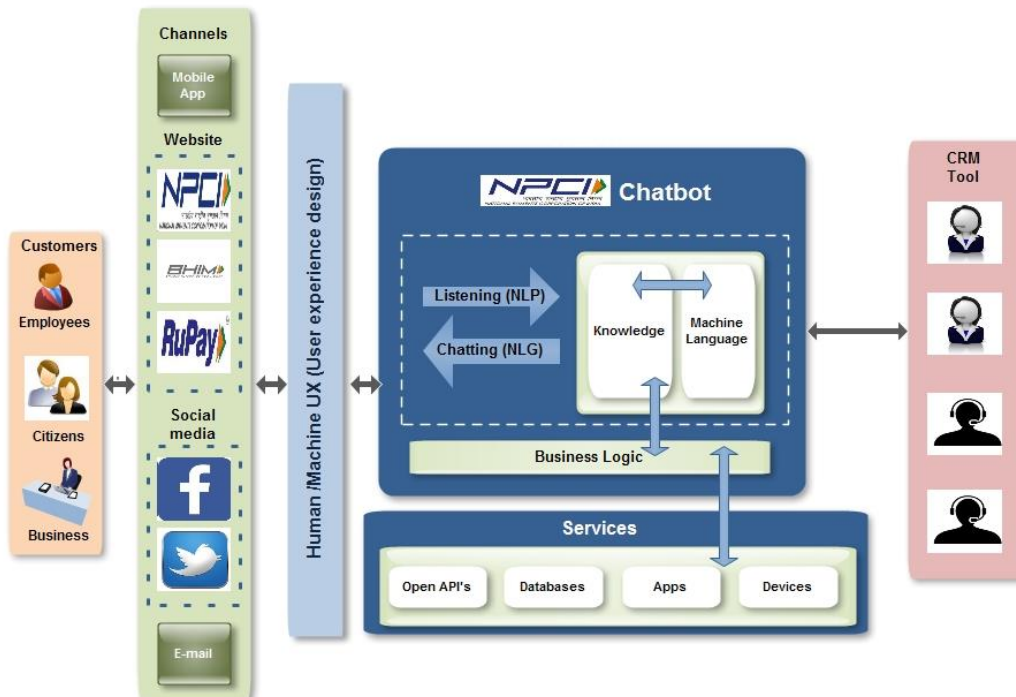 Customers
Employees
Citizens
Business
Channels
Mobile
App
Website
NPCI
BHIM
RuPay
Social
media
f
E-mail
Human /Machine UX (User experience design)
NPCI Chatbot
Listening (NLP)
Chatting (NLG)
Knowledge
Machine
Language
Business Logic
Services
Open API's
Databases
Apps
Devices
CRM
Tool